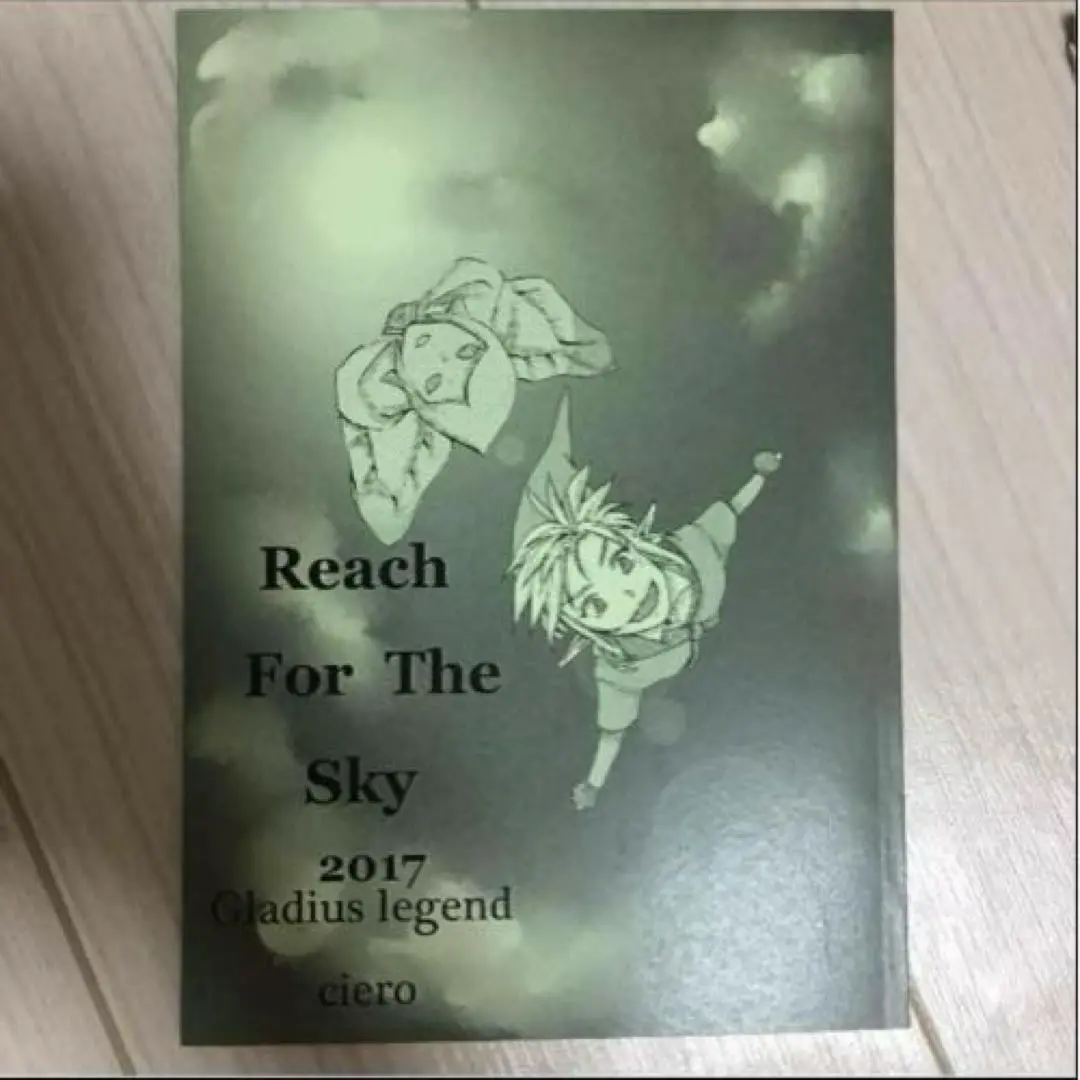 Reach
For The
Sky
2017
Gladius legend
ciero